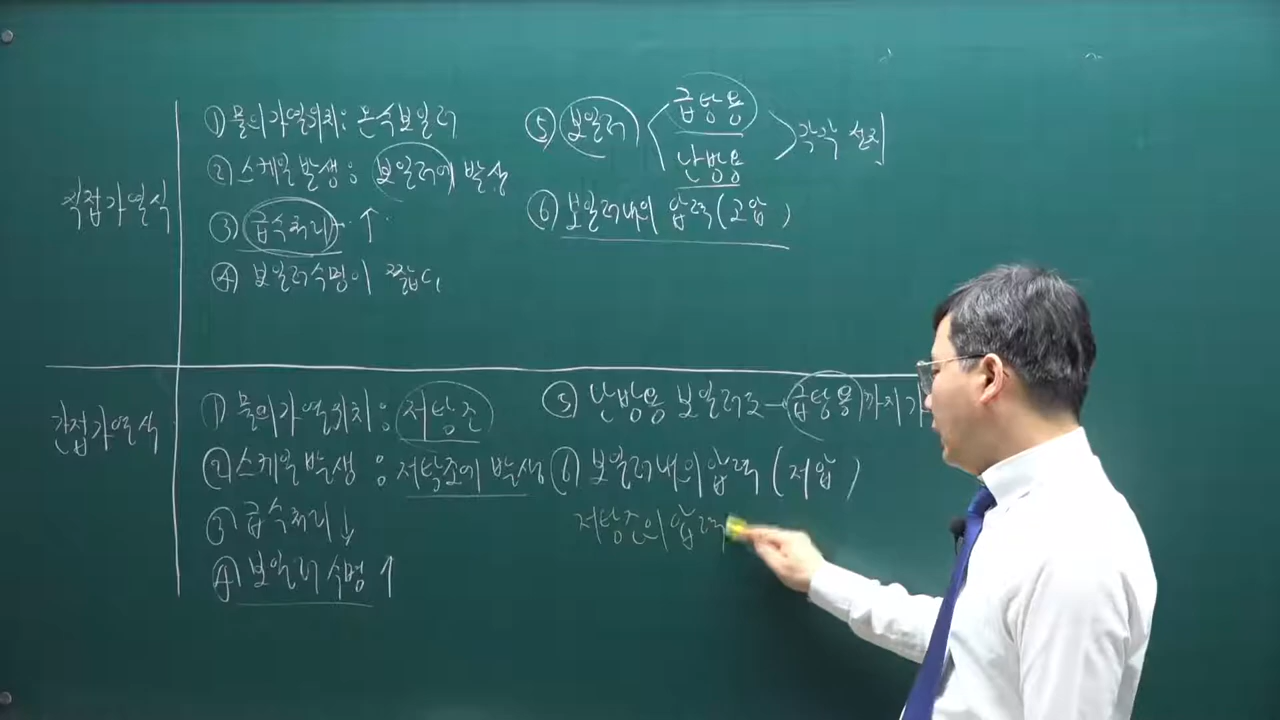 직접가열식
① 물의가열위치: 온수보일러
② 스케일발생: 보일러에 발생
③ 급수처리 ↑
④ 보일러수명이 짧다
⑤ 보일러 < 급탕용 난방용 > 각각 설치
⑥ 보일러내의 압력(고압)
간접가열식
① 물의가열위치: 저탕조
② 스케일발생: 저탕조에 발생
③ 급수처리 ↓
④ 보일러 수명 ↑
⑤ 난방용 보일러로→급탕용까지가
⑥ 보일러내의 압력(저압)
저탕조의 압력